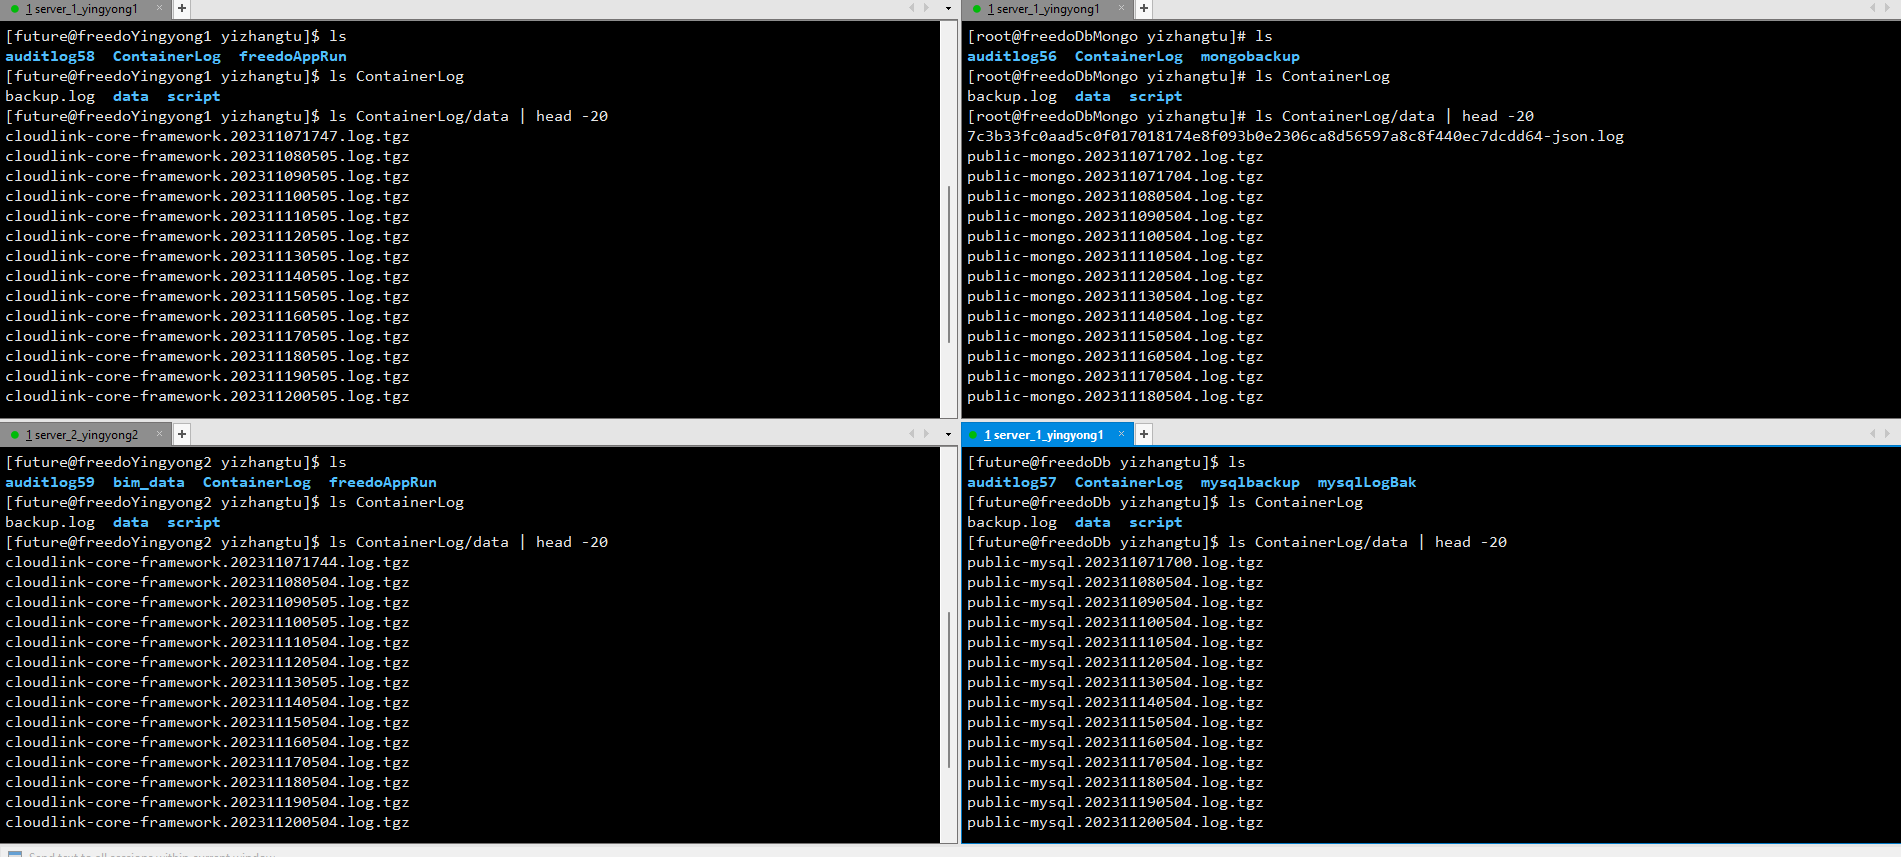 1 server_1_yingyong1 × +
[future@freedoYingyong1 yizhangtu]$ ls
auditlog58  ContainerLog  freedoAppRun
[future@freedoYingyong1 yizhangtu]$ ls ContainerLog
backup.log  data  script
[future@freedoYingyong1 yizhangtu]$ ls ContainerLog/data | head -20
cloudlink-core-framework.202311071747.log.tgz
cloudlink-core-framework.202311080505.log.tgz
cloudlink-core-framework.202311090505.log.tgz
cloudlink-core-framework.202311100505.log.tgz
cloudlink-core-framework.202311110505.log.tgz
cloudlink-core-framework.202311120505.log.tgz
cloudlink-core-framework.202311130505.log.tgz
cloudlink-core-framework.202311140505.log.tgz
cloudlink-core-framework.202311150505.log.tgz
cloudlink-core-framework.202311160505.log.tgz
cloudlink-core-framework.202311170505.log.tgz
cloudlink-core-framework.202311180505.log.tgz
cloudlink-core-framework.202311190505.log.tgz
cloudlink-core-framework.202311200505.log.tgz
1 server_1_yingyong1 × +
[root@freedoDbMongo yizhangtu]# ls
auditlog56  ContainerLog  mongobackup
[root@freedoDbMongo yizhangtu]# ls ContainerLog
backup.log  data  script
[root@freedoDbMongo yizhangtu]# ls ContainerLog/data | head -20
7c3b33fc0aad5c0f017018174e8f093b0e2306ca8d56597a8c8f440ec7dcdd64-json.log
public-mongo.202311071702.log.tgz
public-mongo.202311071704.log.tgz
public-mongo.202311080504.log.tgz
public-mongo.202311090504.log.tgz
public-mongo.202311100504.log.tgz
public-mongo.202311110504.log.tgz
public-mongo.202311120504.log.tgz
public-mongo.202311130504.log.tgz
public-mongo.202311140504.log.tgz
public-mongo.202311150504.log.tgz
public-mongo.202311160504.log.tgz
public-mongo.202311170504.log.tgz
public-mongo.202311180504.log.tgz
1 server_2_yingyong2 × +
[future@freedoYingyong2 yizhangtu]$ ls
auditlog59  bim_data  ContainerLog  freedoAppRun
[future@freedoYingyong2 yizhangtu]$ ls ContainerLog
backup.log  data  script
[future@freedoYingyong2 yizhangtu]$ ls ContainerLog/data | head -20
cloudlink-core-framework.202311071744.log.tgz
cloudlink-core-framework.202311080504.log.tgz
cloudlink-core-framework.202311090505.log.tgz
cloudlink-core-framework.202311100505.log.tgz
cloudlink-core-framework.202311110504.log.tgz
cloudlink-core-framework.202311120504.log.tgz
cloudlink-core-framework.202311130505.log.tgz
cloudlink-core-framework.202311140504.log.tgz
cloudlink-core-framework.202311150504.log.tgz
cloudlink-core-framework.202311160504.log.tgz
cloudlink-core-framework.202311170504.log.tgz
cloudlink-core-framework.202311180504.log.tgz
cloudlink-core-framework.202311190504.log.tgz
cloudlink-core-framework.202311200504.log.tgz
1 server_1_yingyong1 × +
[future@freedoDb yizhangtu]$ ls
auditlog57  ContainerLog  mysqlbackup  mysqlLogBak
[future@freedoDb yizhangtu]$ ls ContainerLog
backup.log  data  script
[future@freedoDb yizhangtu]$ ls ContainerLog/data | head -20
public-mysql.202311071700.log.tgz
public-mysql.202311080504.log.tgz
public-mysql.202311090504.log.tgz
public-mysql.202311100504.log.tgz
public-mysql.202311110504.log.tgz
public-mysql.202311120504.log.tgz
public-mysql.202311130504.log.tgz
public-mysql.202311140504.log.tgz
public-mysql.202311150504.log.tgz
public-mysql.202311160504.log.tgz
public-mysql.202311170504.log.tgz
public-mysql.202311180504.log.tgz
public-mysql.202311190504.log.tgz
public-mysql.202311200504.log.tgz
Send text to all sessions within current window